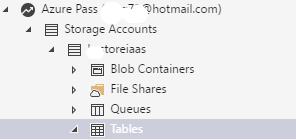 Azure Pass @hotmail.com)
Storage Accounts
toreiaas
Blob Containers
File Shares
Queues
Tables